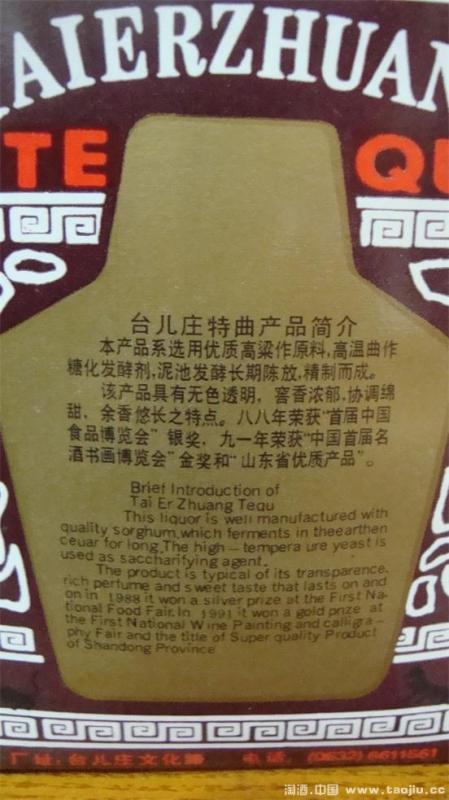 TAIERZHUAN
TE QU
台儿庄特曲产品简介
本产品系选用优质高粱作原料,高温曲作
糖化发酵剂,泥池发酵长期陈放,精制而成。
该产品具有无色透明，窖香浓郁,协调绵
甜，余香悠长之特点。八八年荣获"首届中国
食品博览会"银奖，九一年荣获"中国首届名
酒书画博览会"金奖和"山东省优质产品"。
Brief Introduction of
Tai Er Zhuang Tequ
This liquor is well manufactured with
quality sorghum,which ferments in theearthen
ceuar for long.The high-tempera ure yeast is
used as saccharifying agent.
The product is typical of its transparence,
rich perfume and sweet taste that lasts on and
on in 1988 it won a silver prize at the First Na-
tional Food Fair.In 1991 it won a gold prize at
the First National Wine Painting and calligra-
phy Fair and the title of Super quality Product
of Shandong Province
厂址:台儿庄文化路 电话:(0632)6611561
淘酒.中国 www.taojiu.cc